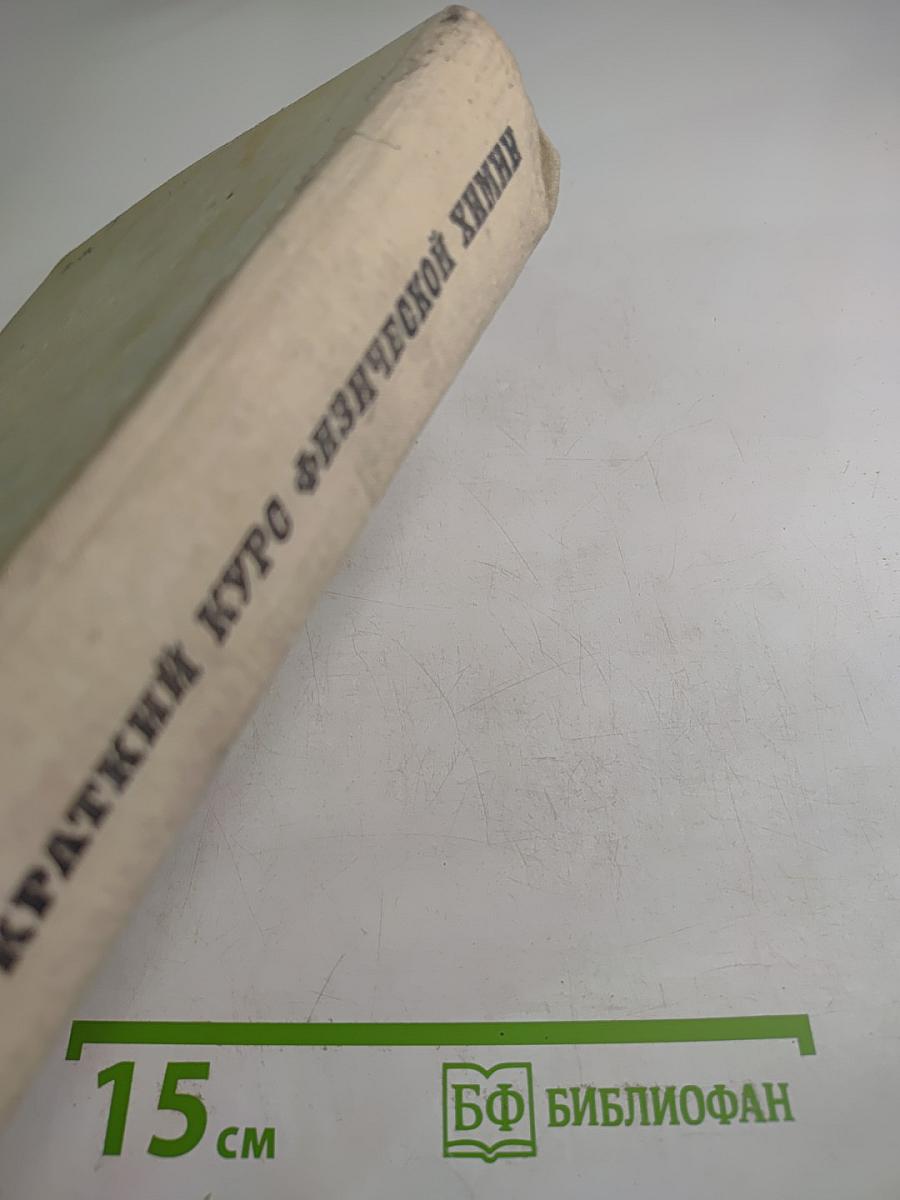 КРАТКИЙ КУРС ФИЗИЧЕСКОЙ ХИМИИ
15 см
БФ БИБЛИОФАН